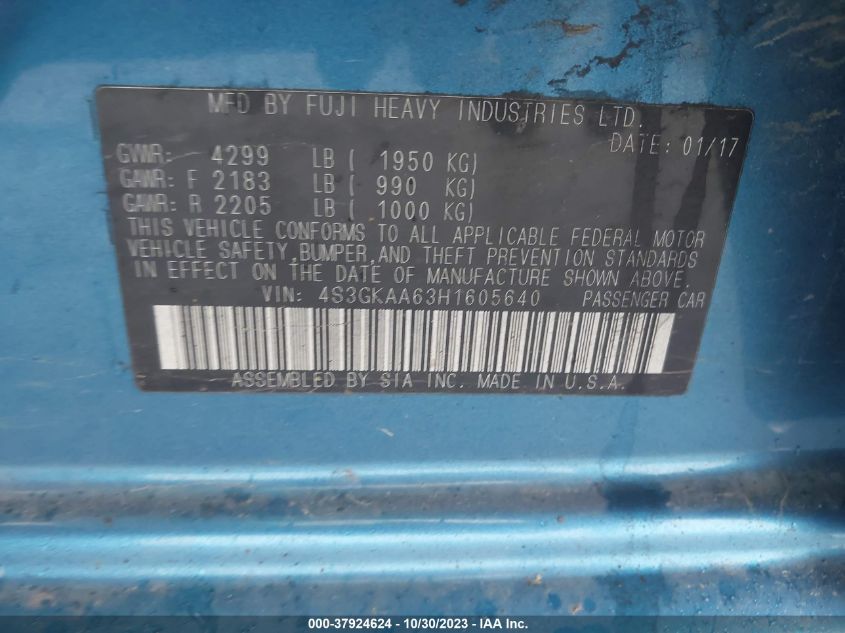 MFD BY FUJI HEAVY INDUSTRIES LTD.
DATE: 01/17
GVWR: 4299 LB ( 1950 KG)
GAWR: F 2183 LB ( 990 KG)
GAWR: R 2205 LB ( 1000 KG)
THIS VEHICLE CONFORMS TO ALL APPLICABLE FEDERAL MOTOR
VEHICLE SAFETY, BUMPER, AND THEFT PREVENTION STANDARDS
IN EFFECT ON THE DATE OF MANUFACTURE SHOWN ABOVE.
VIN: 4S3GKAA63H1605640 PASSENGER CAR
ASSEMBLED BY SIA INC. MADE IN U.S.A.
000-37924624 - 10/30/2023 - IAA Inc.